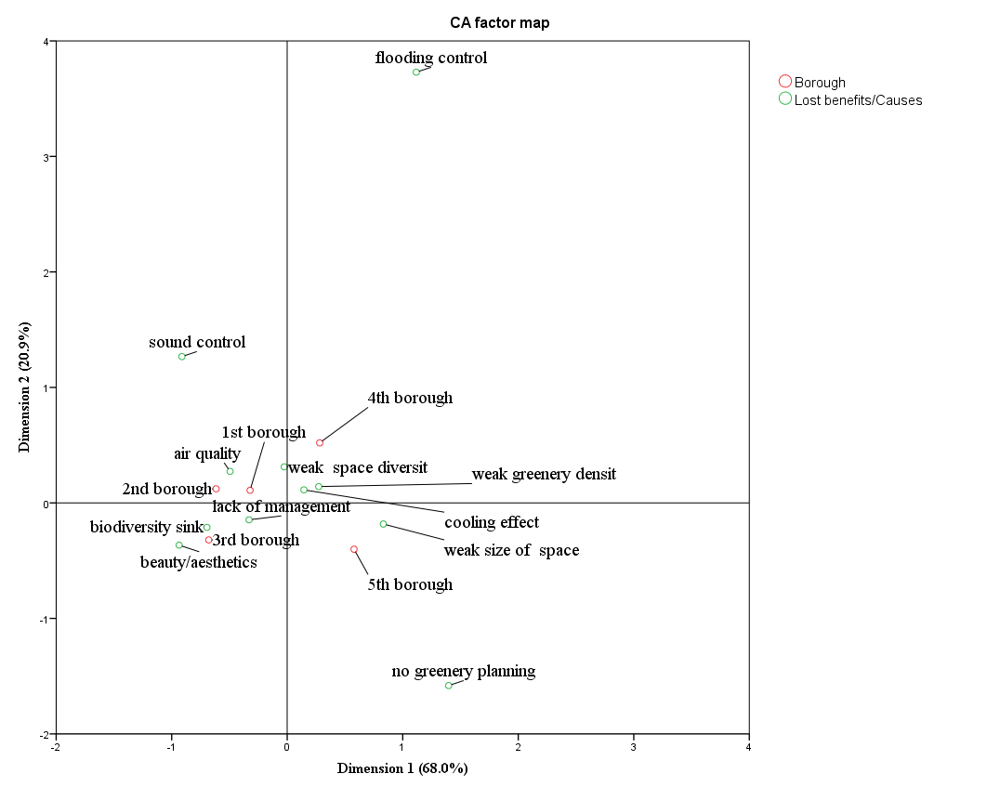 CA factor map
4
flooding control
Borough
Lost benefits/Causes
3
2
sound control
1
4th borough
1st borough
air quality
weak space diversit
weak greenery densit
2nd borough
0
lack of management
cooling effect
biodiversity sink
3rd borough
weak size of space
beauty/aesthetics
5th borough
-1
no greenery planning
-2
-2
-1
0
1
2
3
4
Dimension 1 (68.0%)
Dimension 2 (20.9%)